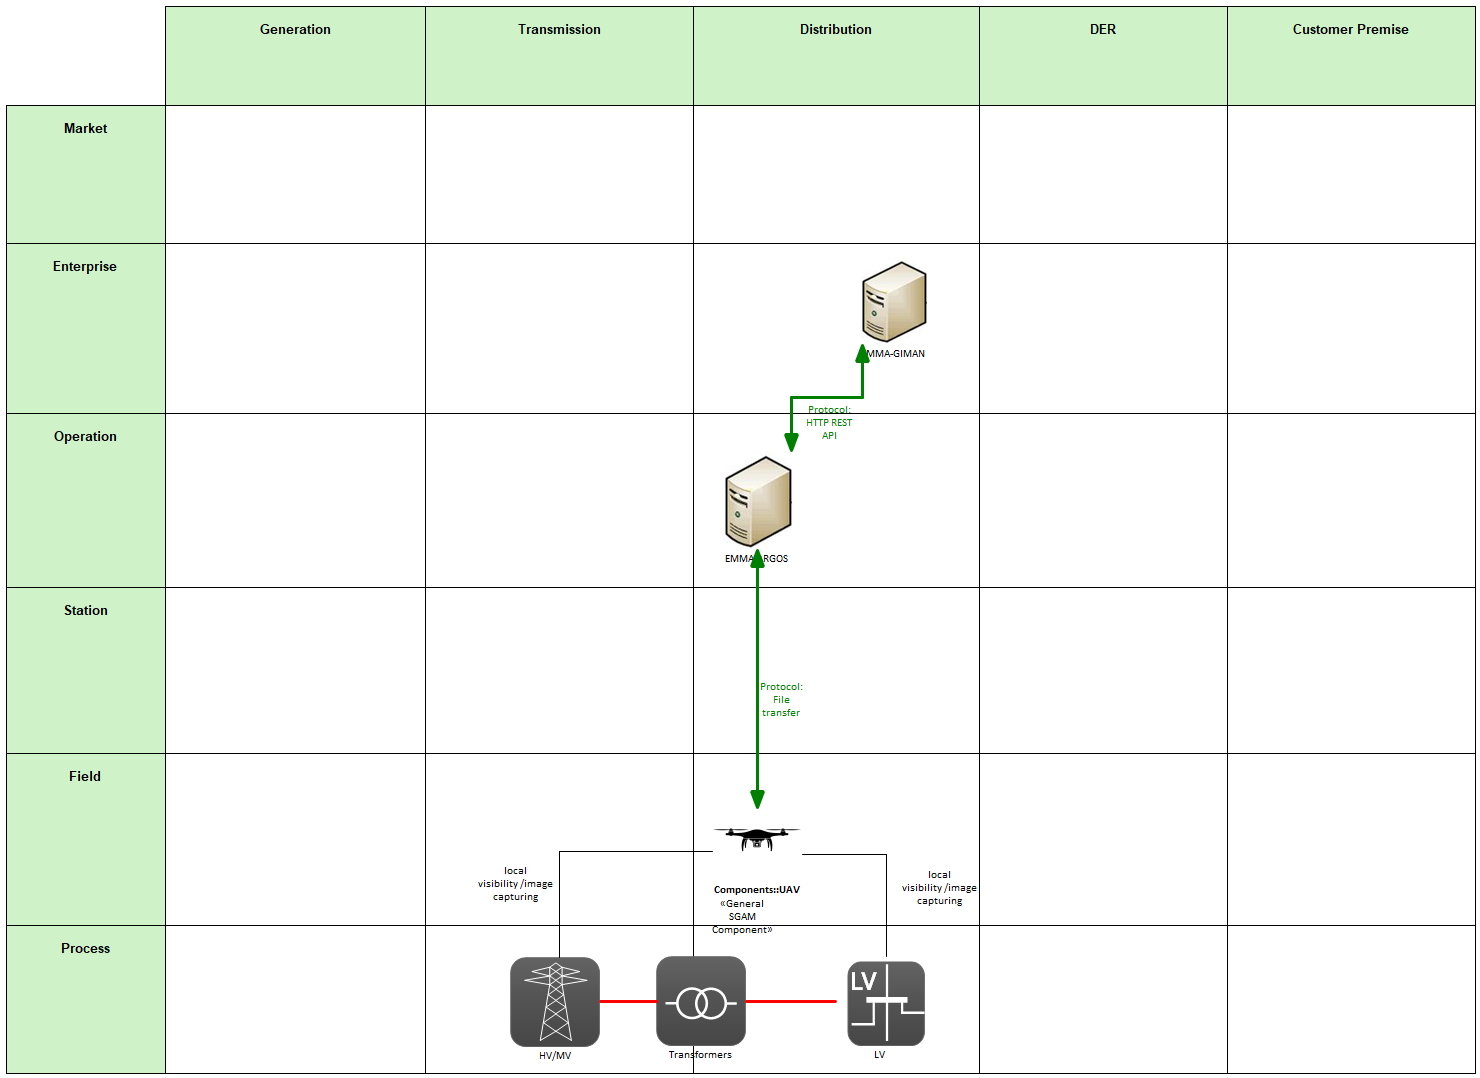 Generation
Transmission
Distribution
DER
Customer Premise
Market
Enterprise
MMA-GIMAN
Protocol:
HTTP REST
API
Operation
EMMA RGOS
Station
Protocol:
File
transfer
Field
local
visibility /image
capturing
local
visibility /image
capturing
Components::UAV
«General
SGAM
Component»
Process
LV
HV/MV
Transformers
LV